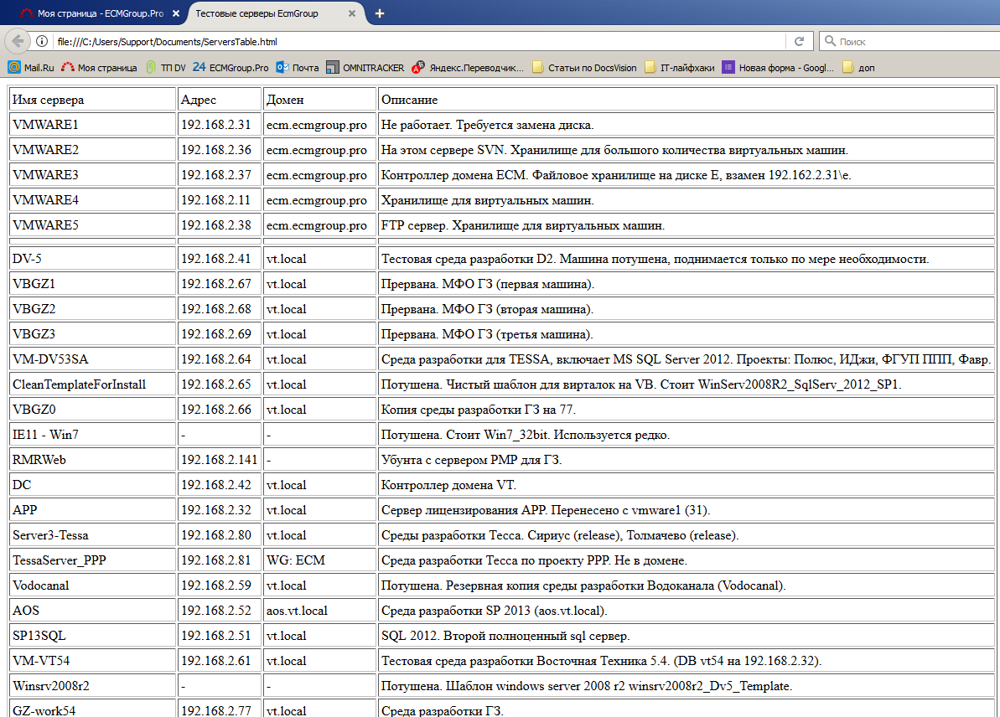 Моя страница - ECMGroup.Pro
Тестовые серверы EcmGroup
file:///C:/Users/Support/Documents/ServersTable.html
Поиск
Mail.Ru Моя страница ТП DV 24 ECMGroup.Pro Почта OMNITRACKER Яндекс.Переводчик... Статьи по DocsVision IT-лайфхаки Новая форма - Googl... доп
Имя сервера Адрес Домен Описание
VMWARE1 192.168.2.31 ecm.ecmgroup.pro Не работает. Требуется замена диска.
VMWARE2 192.168.2.36 ecm.ecmgroup.pro На этом сервере SVN. Хранилище для большого количества виртуальных машин.
VMWARE3 192.168.2.37 ecm.ecmgroup.pro Контроллер домена ECM. Файловое хранилище на диске E, взамен 192.162.2.31\e.
VMWARE4 192.168.2.11 ecm.ecmgroup.pro Хранилище для виртуальных машин.
VMWARE5 192.168.2.38 ecm.ecmgroup.pro FTP сервер. Хранилище для виртуальных машин.
DV-5 192.168.2.41 vt.local Тестовая среда разработки D2. Машина потушена, поднимается только по мере необходимости.
VBGZ1 192.168.2.67 vt.local Прервана. МФО ГЗ (первая машина).
VBGZ2 192.168.2.68 vt.local Прервана. МФО ГЗ (вторая машина).
VBGZ3 192.168.2.69 vt.local Прервана. МФО ГЗ (третья машина).
VM-DV53SA 192.168.2.64 vt.local Среда разработки для TESSA, включает MS SQL Server 2012. Проекты: Полюс, ИДжи, ФГУП ППП, Фавр.
CleanTemplateForInstall 192.168.2.65 vt.local Потушена. Чистый шаблон для вирталок на VB. Стоит WinServ2008R2_SqlServ_2012_SP1.
VBGZ0 192.168.2.66 vt.local Копия среды разработки ГЗ на 77.
IE11 - Win7 - - Потушена. Стоит Win7_32bit. Используется редко.
RMRWeb 192.168.2.141 - Убунта с сервером РМР для ГЗ.
DC 192.168.2.42 vt.local Контроллер домена VT.
APP 192.168.2.32 vt.local Сервер лицензирования APP. Перенесено с vmware1 (31).
Server3-Tessa 192.168.2.80 vt.local Среды разработки Тесса. Сириус (release), Толмачево (release).
TessaServer_PPP 192.168.2.81 WG: ECM Среда разработки Тесса по проекту PPP. Не в домене.
Vodocanal 192.168.2.59 vt.local Потушена. Резервная копия среды разработки Водоканала (Vodocanal).
AOS 192.168.2.52 aos.vt.local Среда разработки SP 2013 (aos.vt.local).
SP13SQL 192.168.2.51 vt.local SQL 2012. Второй полноценный sql сервер.
VM-VT54 192.168.2.61 vt.local Тестовая среда разработки Восточная Техника 5.4. (DB vt54 на 192.168.2.32).
Winsrv2008r2 - - Потушена. Шаблон windows server 2008 r2 winsrv2008r2_Dv5_Template.
GZ-work54 192.168.2.77 vt.local Среда разработки ГЗ.